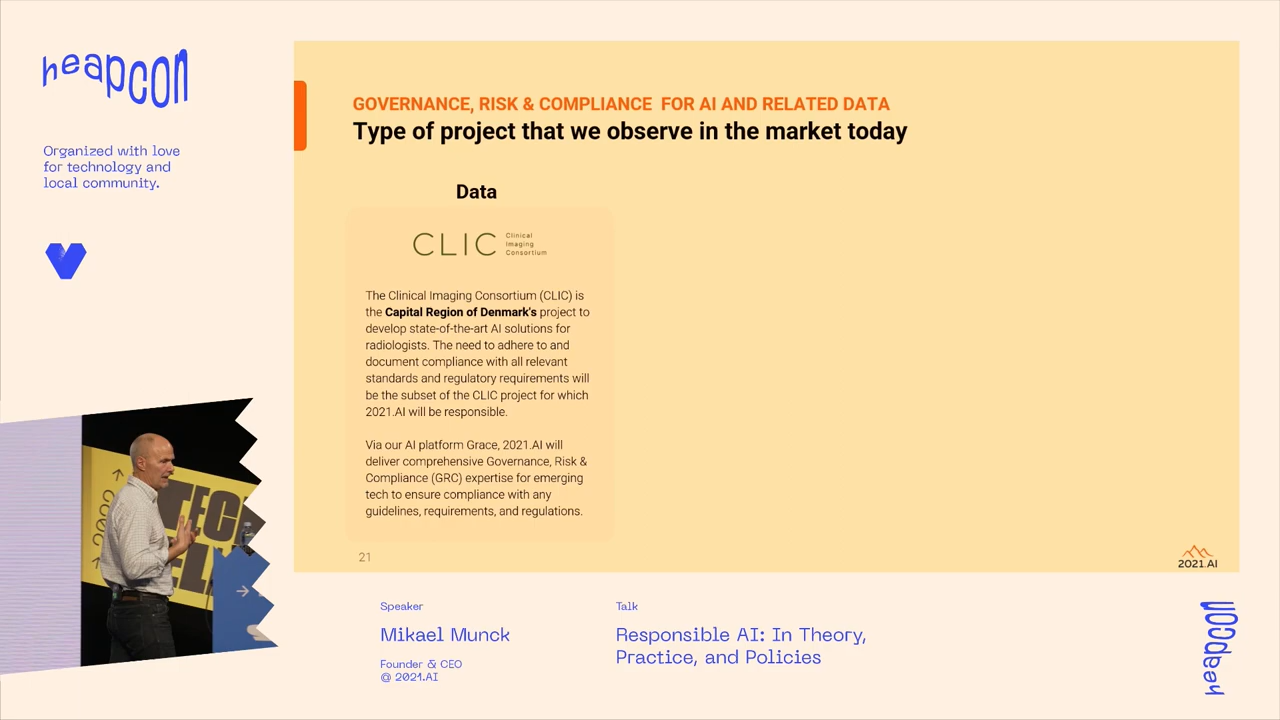 heapcon
Organized with love
for technology and
local community.
GOVERNANCE, RISK & COMPLIANCE FOR AI AND RELATED DATA
Type of project that we observe in the market today
Data
CLIC
Clinical
Imaging
Consortium
The Clinical Imaging Consortium (CLIC) is
the Capital Region of Denmark's project to
develop state-of-the-art AI solutions for
radiologists. The need to adhere to and
document compliance with all relevant
standards and regulatory requirements will
be the subset of the CLIC project for which
2021.AI will be responsible.
Via our AI platform Grace, 2021.AI will
deliver comprehensive Governance, Risk &
Compliance (GRC) expertise for emerging
tech to ensure compliance with any
guidelines, requirements, and regulations.
21
2021.AI
Speaker
Mikael Munck
Founder & CEO
@ 2021.AI
Talk
Responsible AI: In Theory,
Practice, and Policies
heapcon